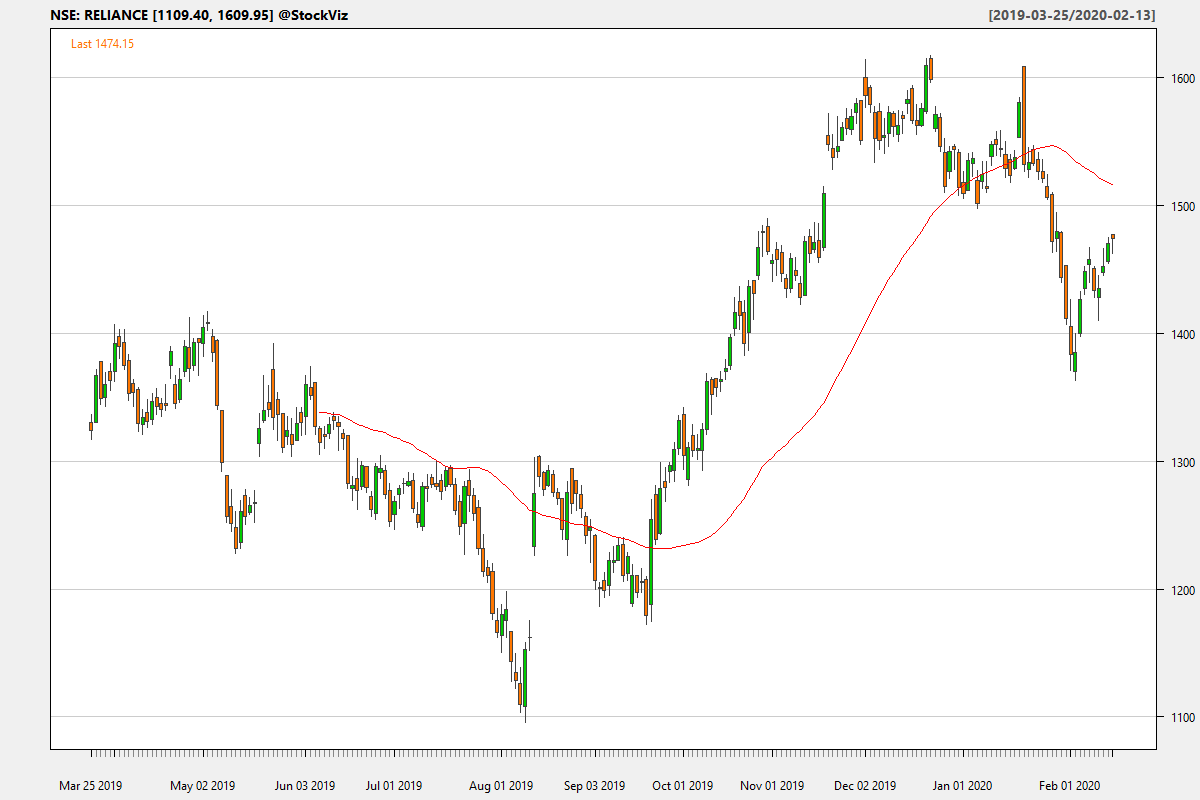 NSE: RELIANCE [1109.40, 1609.95] @StockViz
[2019-03-25/2020-02-13]
Last 1474.15
1600
1500
1400
1300
1200
1100
Mar 25 2019 May 02 2019 Jun 03 2019 Jul 01 2019 Aug 01 2019 Sep 03 2019 Oct 01 2019 Nov 01 2019 Dec 02 2019 Jan 01 2020 Feb 01 2020